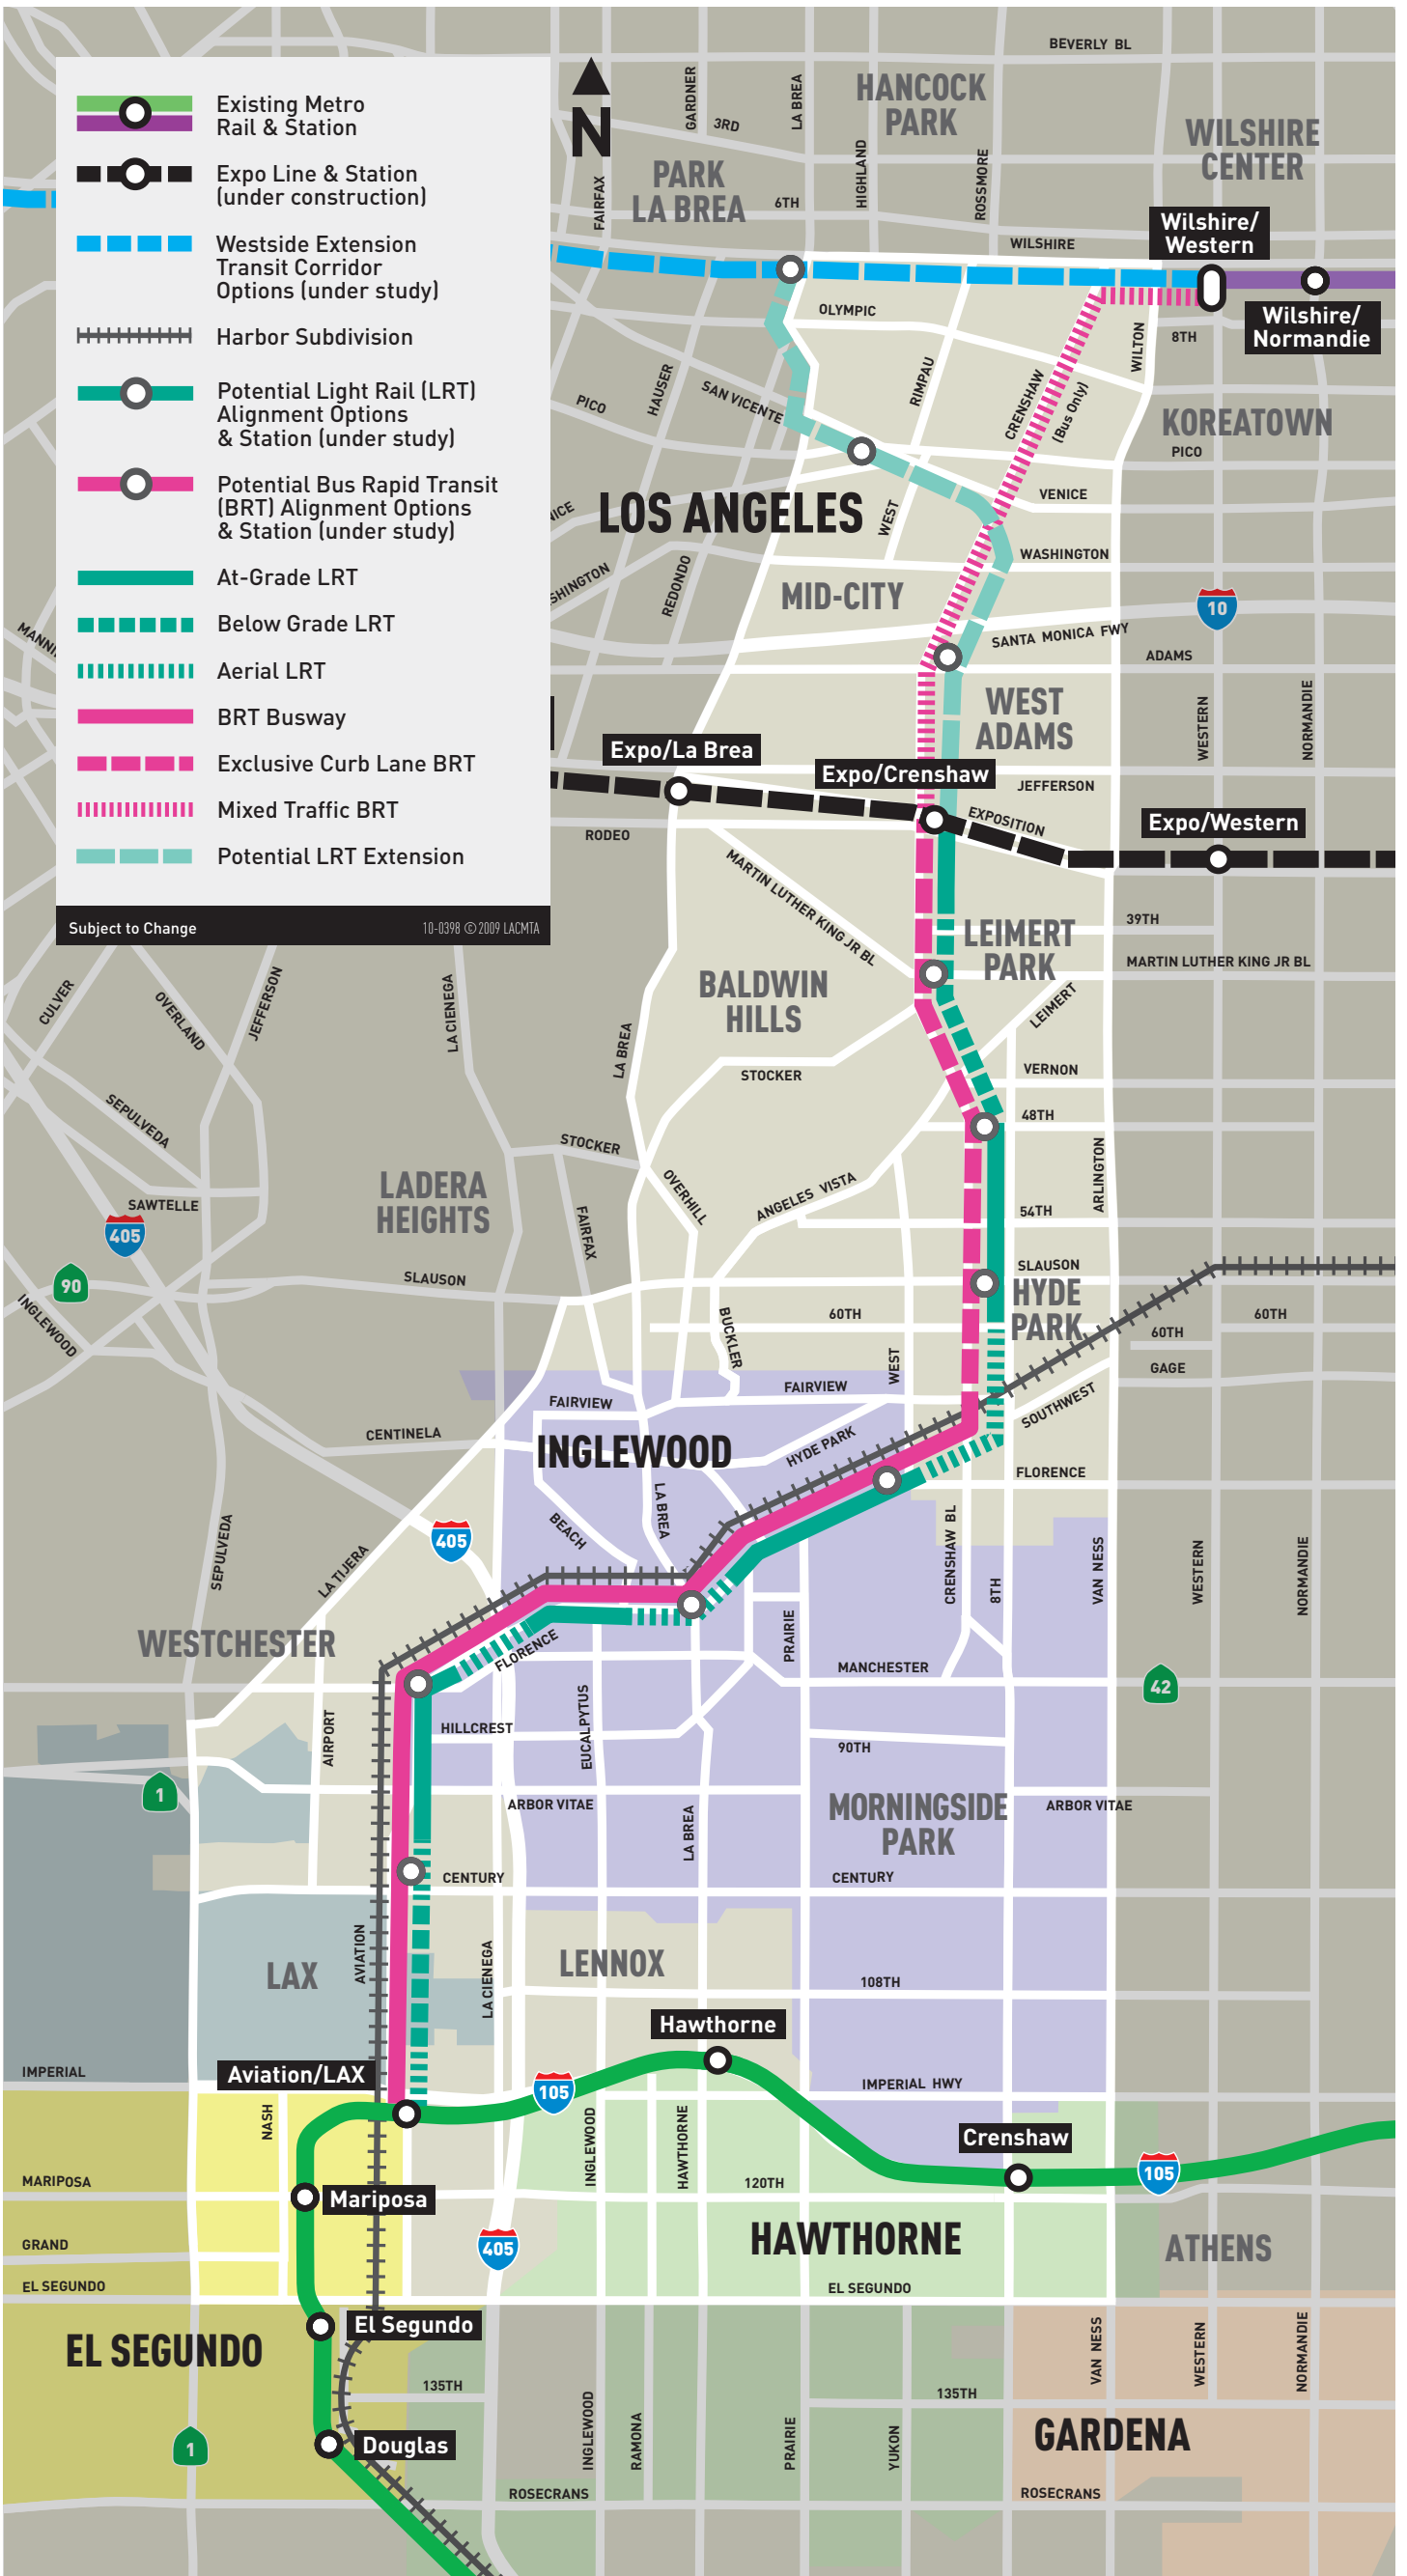 BEVERLY BL
Existing Metro
Rail & Station
Expo Line & Station
(under construction)
Westside Extension
Transit Corridor
Options (under study)
Harbor Subdivision
Potential Light Rail (LRT)
Alignment Options
& Station (under study)
Potential Bus Rapid Transit
(BRT) Alignment Options
& Station (under study)
At-Grade LRT
Below Grade LRT
Aerial LRT
BRT Busway
Exclusive Curb Lane BRT
Mixed Traffic BRT
Potential LRT Extension
Subject to Change
10-0398 © 2009 LACMTA
N
GARDNER
3RD
LA BREA
HANCOCK
PARK
WILSHIRE
CENTER
PARK
LA BREA
HIGHLAND
ROSSMORE
FAIRFAX
6TH
WILSHIRE
Wilshire/
Western
Wilshire/
Normandie
OLYMPIC
WILTON
8TH
HAUSER
SAN VICENTE
RIMPAU
CRENSHAW
(Bus Only)
PICO
KOREATOWN
PICO
VENICE
NICE
LOS ANGELES
WEST
WASHINGTON
SHINGTON
REDONDO
MID-CITY
10
MANNI
SANTA MONICA FWY
ADAMS
WEST
ADAMS
WESTERN
NORMANDIE
Expo/La Brea
Expo/Crenshaw
JEFFERSON
RODEO
EXPOSITION
Expo/Western
MARTIN LUTHER KING JR BL
LEIMERT
PARK
39TH
MARTIN LUTHER KING JR BL
CULVER
OVERLAND
JEFFERSON
LA CIENEGA
BALDWIN
HILLS
LEIMERT
LA BREA
STOCKER
VERNON
SEPULVEDA
48TH
STOCKER
LADERA
HEIGHTS
OVERHILL
ANGELES VISTA
ARLINGTON
SAWTELLE
405
54TH
FAIRFAX
90
SLAUSON
SLAUSON
HYDE
PARK
INGLEWOOD
BUCKLER
60TH
60TH
60TH
WEST
GAGE
FAIRVIEW
FAIRVIEW
SOUTHWEST
CENTINELA
INGLEWOOD
HYDE PARK
FLORENCE
LA BREA
BEACH
405
SEPULVEDA
LA TIJERA
CRENSHAW BL
8TH
VAN NESS
WESTERN
NORMANDIE
WESTCHESTER
FLORENCE
PRAIRIE
MANCHESTER
42
AIRPORT
HILLCREST
EUCALPYTUS
90TH
1
ARBOR VITAE
LA BREA
MORNINGSIDE
PARK
ARBOR VITAE
CENTURY
CENTURY
LAX
AVIATION
LA CIENEGA
LENNOX
108TH
Hawthorne
IMPERIAL
Aviation/LAX
105
IMPERIAL HWY
NASH
INGLEWOOD
HAWTHORNE
Crenshaw
105
MARIPOSA
Mariposa
120TH
GRAND
405
HAWTHORNE
ATHENS
EL SEGUNDO
EL SEGUNDO
EL SEGUNDO
El Segundo
VAN NESS
WESTERN
NORMANDIE
135TH
135TH
1
Douglas
INGLEWOOD
RAMONA
PRAIRIE
YUKON
GARDENA
ROSECRANS
ROSECRANS